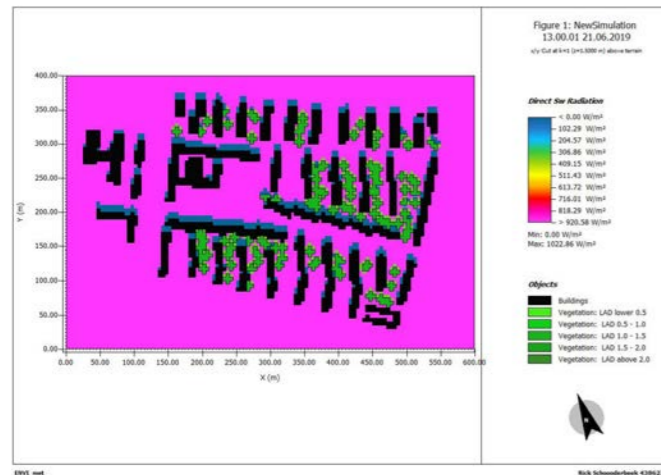 Figure 1: NewSimulation
13.00.01 21.06.2019
x/y Cut at k=1 (z=1.5000 m) above terrain
Direct Sw Radiation
< 0.00 W/m²
102.29 W/m²
204.57 W/m²
306.86 W/m²
409.15 W/m²
511.43 W/m²
613.72 W/m²
716.01 W/m²
818.29 W/m²
> 920.58 W/m²
Min: 0.00 W/m²
Max: 1022.86 W/m²
Objects
Buildings
Vegetation: LAD lower 0.5
Vegetation: LAD 0.5 - 1.0
Vegetation: LAD 1.0 - 1.5
Vegetation: LAD 1.5 - 2.0
Vegetation: LAD above 2.0
N
400.00
350.00
300.00
250.00
200.00
150.00
100.00
50.00
0.00
Y (m)
0.00 50.00 100.00 150.00 200.00 250.00 300.00 350.00 400.00 450.00 500.00 550.00 600.00
X (m)
ENVI_met
Rick